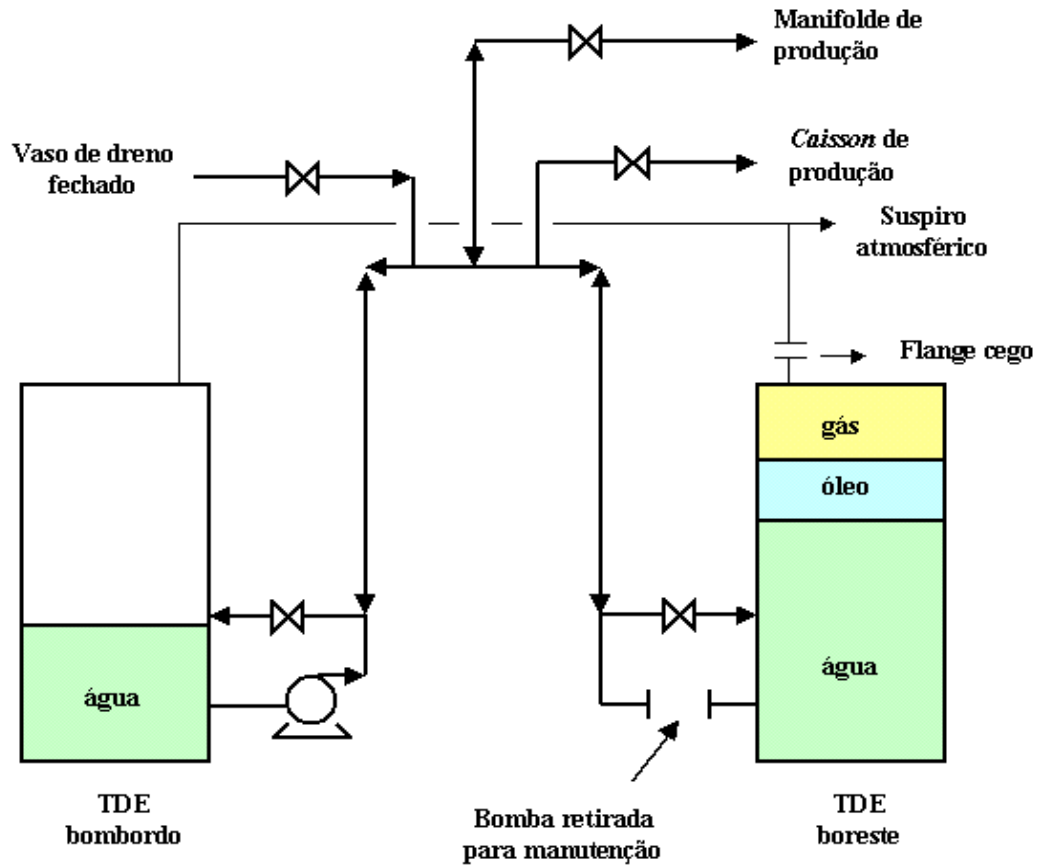 Manifolde de
produção
Vaso de dreno
fechado
Caisson de
produção
Suspiro
atmosférico
Flange cego
gás
óleo
água
água
TDE
bombordo
Bomba retirada
para manutenção
TDE
boreste